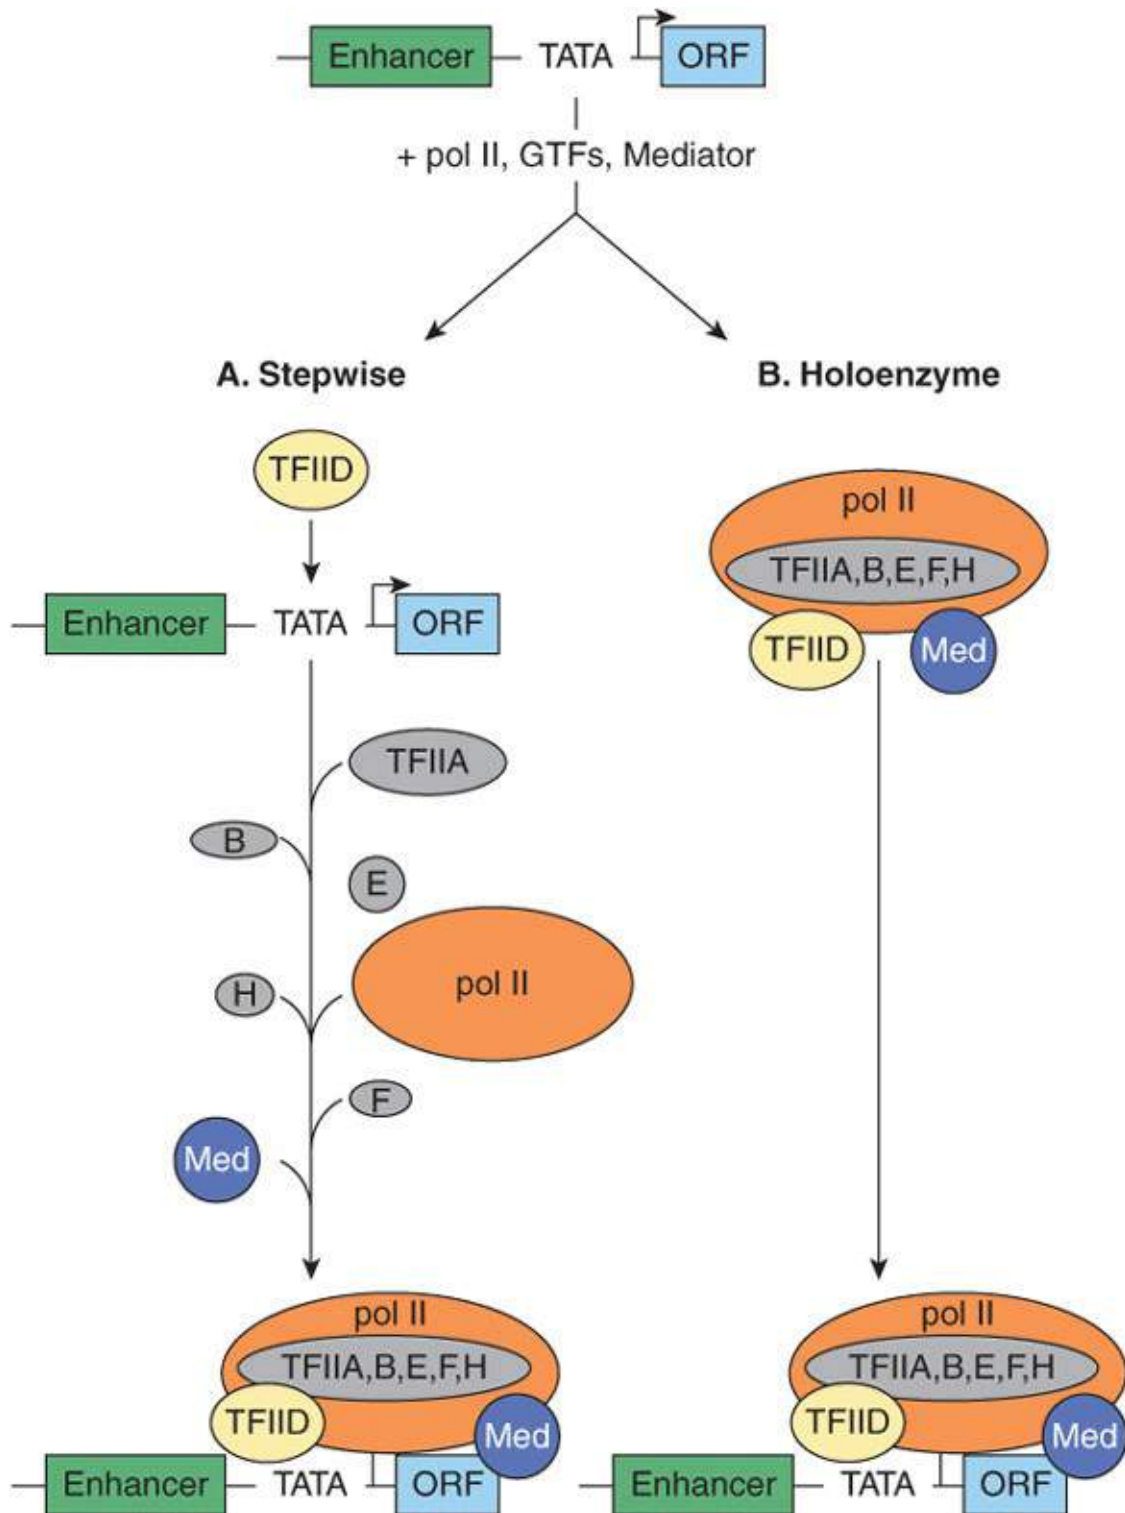 Enhancer TATA ORF
+ pol II, GTFs, Mediator
A. Stepwise
TFIID
Enhancer TATA ORF
TFIIA
B
E
H
pol II
F
Med
pol II
TFIIA,B,E,F,H
TFIID
Med
Enhancer TATA ORF
B. Holoenzyme
pol II
TFIIA,B,E,F,H
TFIID
Med
pol II
TFIIA,B,E,F,H
TFIID
Med
Enhancer TATA ORF